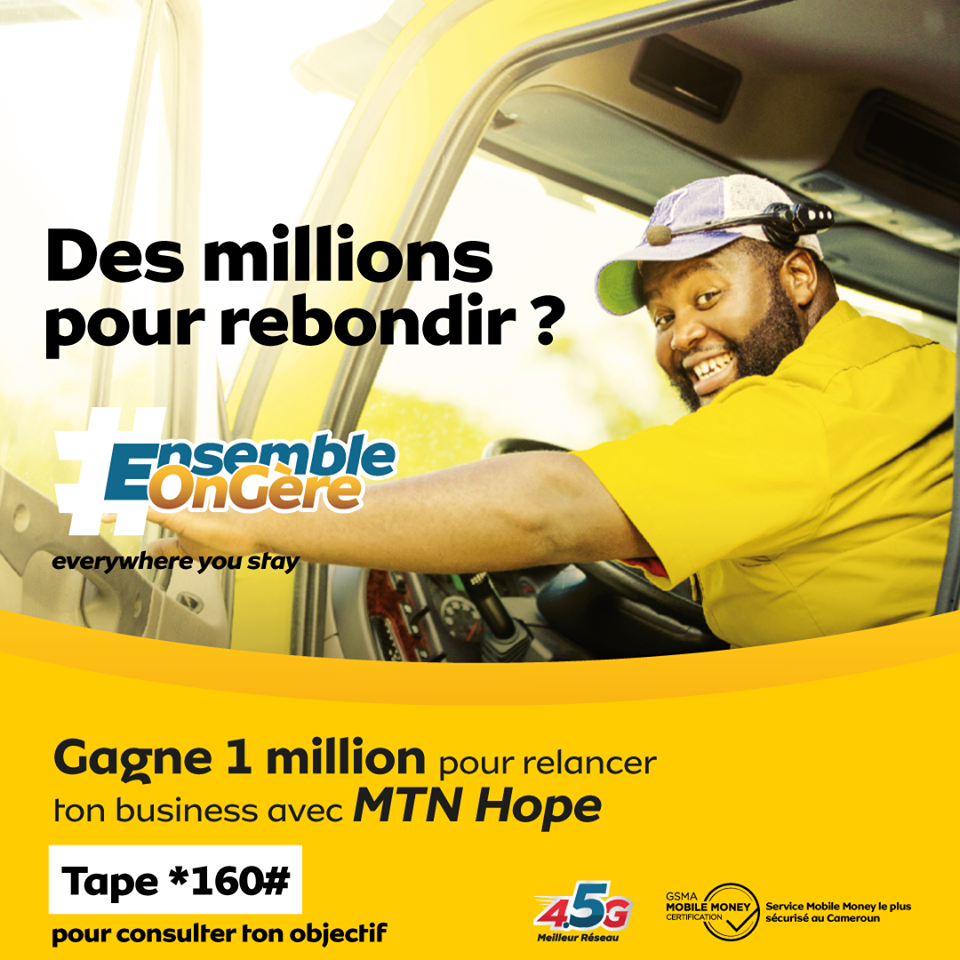 Des millions
pour rebondir ?
#Ensemble
OnGère
everywhere you stay
Gagne 1 million pour relancer
ton business avec MTN Hope
Tape *160#
pour consulter ton objectif
4.5G
Meilleur Réseau
GSMA
MOBILE MONEY
CERTIFICATION
Service Mobile Money le plus
sécurisé au Cameroun